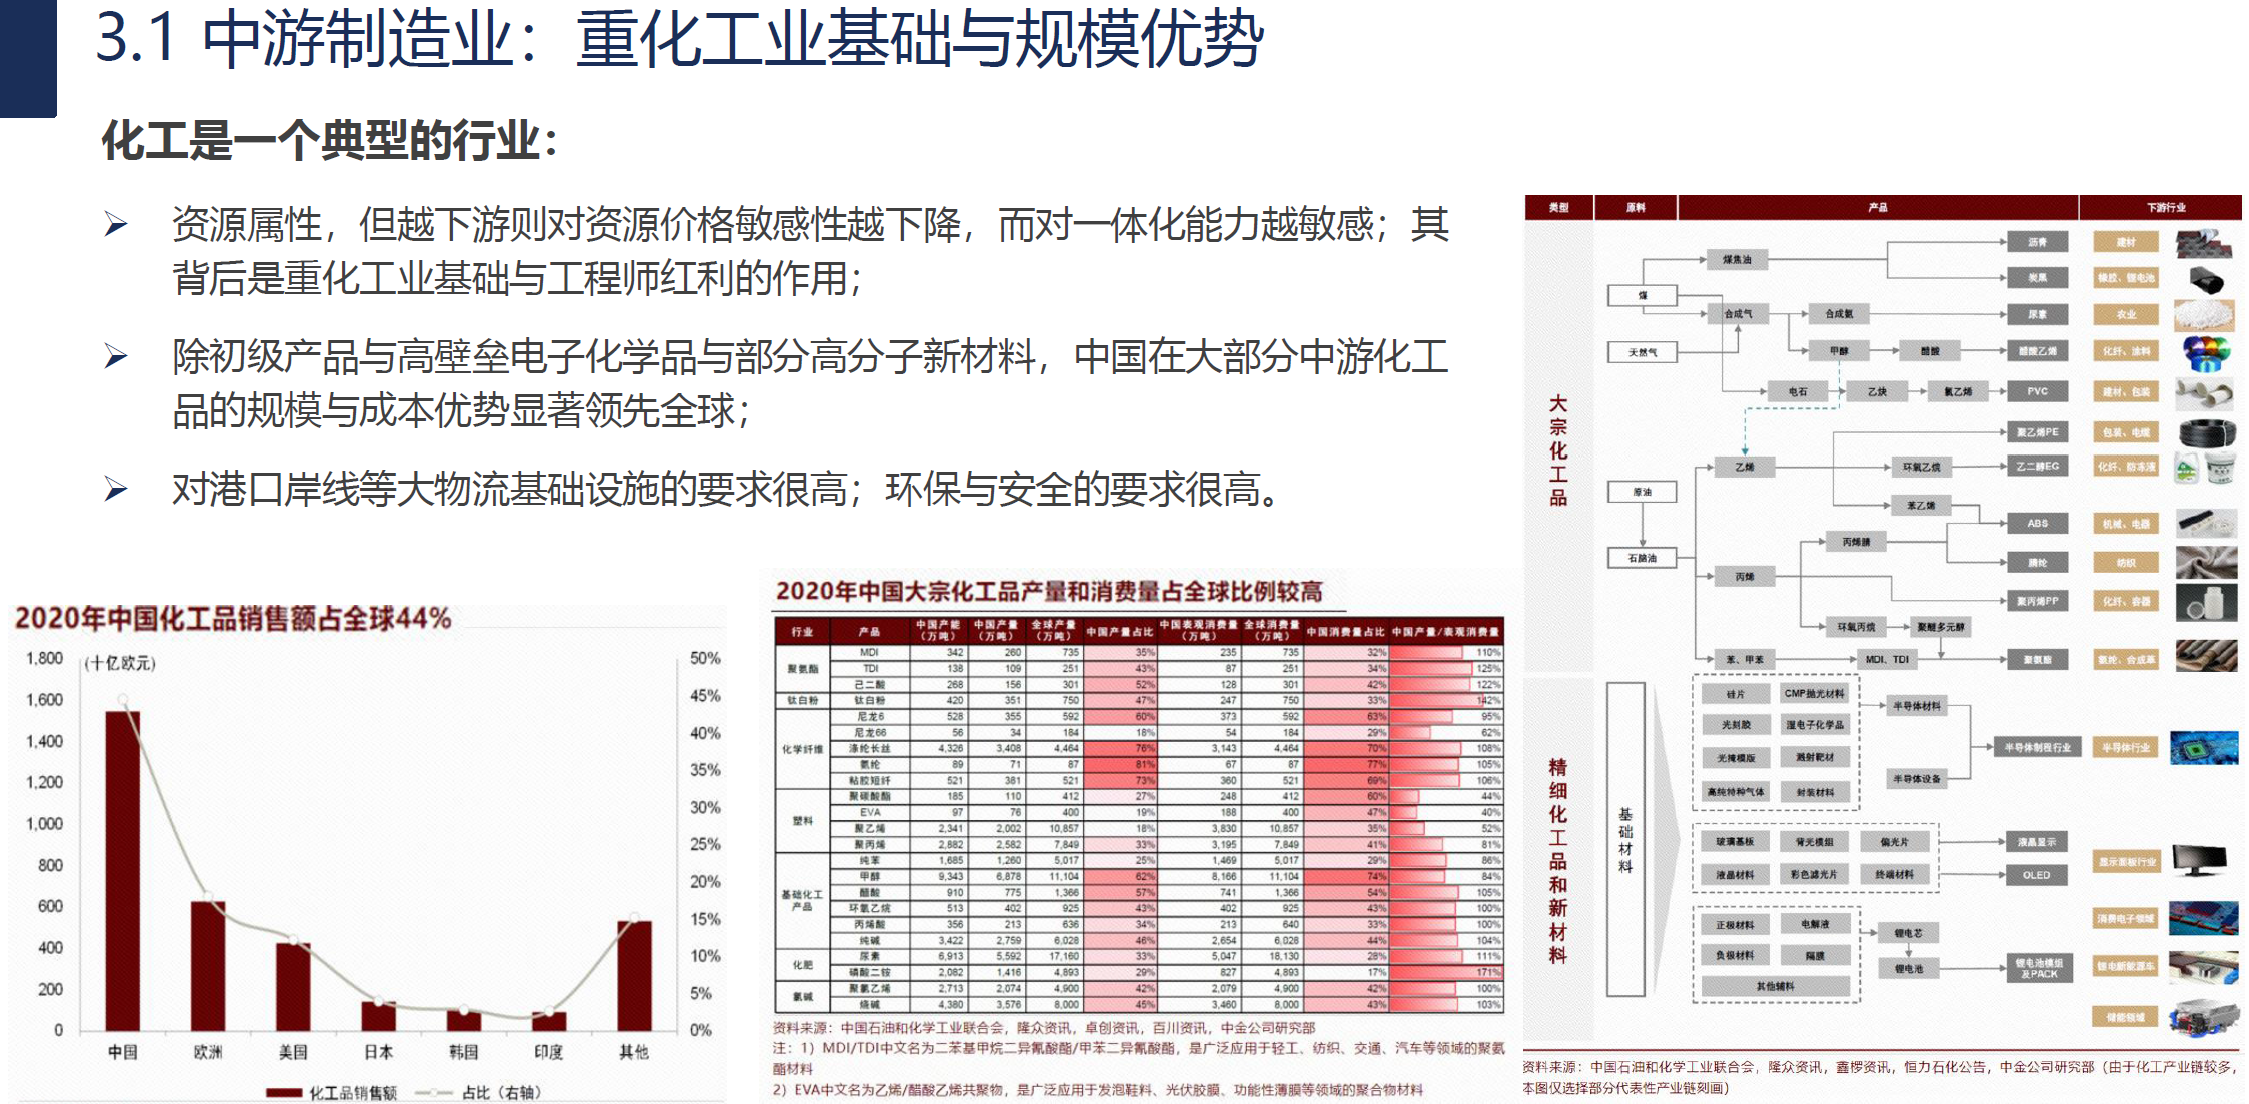 3.1 中游制造业：重化工业基础与规模优势
化工是一个典型的行业：
资源属性，但越下游则对资源价格敏感性越下降，而对一体化能力越敏感；其
背后是重化工业基础与工程师红利的作用；
除初级产品与高壁垒电子化学品与部分高分子新材料，中国在大部分中游化工
品的规模与成本优势显著领先全球；
对港口岸线等大物流基础设施的要求很高；环保与安全的要求很高。
2020年中国化工品销售额占全球44%
(十亿欧元)
1,800 50%
1,600 45%
1,400 40%
1,200 35%
1,000 30%
800 25%
600 20%
400 15%
200 10%
0 5%
0%
中国 欧洲 美国 日本 韩国 印度 其他
化工品销售额 占比（右轴）
2020年中国大宗化工品产量和消费量占全球比例较高
行业 产品 中国产能（万吨） 中国产量（万吨） 全球产量（万吨） 中国产量占比 中国表观消费量（万吨） 全球消费量（万吨） 中国消费量占比 中国产量/表观消费量
聚氨酯 MDI 342 260 735 35% 235 735 32% 110%
TDI 138 109 251 43% 87 251 34% 125%
己二酸 268 156 301 52% 128 301 42% 122%
钛白粉 钛白粉 420 351 750 47% 247 750 33% 142%
化学纤维 尼龙6 528 355 592 60% 373 592 63% 95%
尼龙66 56 34 184 18% 54 184 29% 62%
涤纶长丝 4,326 3,408 4,464 76% 3,143 4,464 70% 108%
氨纶 89 71 87 81% 67 87 77% 105%
粘胶短纤 521 381 521 73% 360 521 69% 106%
塑料 聚碳酸酯 185 110 412 27% 248 412 60% 44%
EVA 97 76 400 19% 188 400 47% 40%
聚乙烯 2,341 2,002 10,857 18% 3,830 10,857 35% 52%
聚丙烯 2,882 2,582 7,849 33% 3,195 7,849 41% 81%
基础化工产品 纯苯 1,685 1,260 5,017 25% 1,469 5,017 29% 86%
甲醇 9,343 6,878 11,104 62% 8,166 11,104 74% 84%
醋酸 910 775 1,366 57% 741 1,366 54% 105%
环氧乙烷 513 402 925 43% 402 925 43% 100%
丙烯酸 356 213 636 34% 213 640 33% 100%
纯碱 3,422 2,759 6,028 46% 2,654 6,028 44% 104%
化肥 尿素 6,913 5,592 17,160 33% 5,047 18,130 28% 111%
磷酸二铵 2,082 1,416 4,893 29% 827 4,893 17% 171%
氯碱 聚氯乙烯 2,713 2,074 4,900 42% 2,079 4,900 42% 100%
烧碱 4,380 3,576 8,000 45% 3,460 8,000 43% 103%
资料来源：中国石油和化学工业联合会，隆众资讯，卓创资讯，百川资讯，中金公司研究部
注：1）MDI/TDI中文名为二苯基甲烷二异氰酸酯/甲苯二异氰酸酯，是广泛应用于轻工、纺织、交通、汽车等领域的聚氨
酯材料
2）EVA中文名为乙烯/醋酸乙烯共聚物，是广泛应用于发泡鞋料、光伏胶膜、功能性薄膜等领域的聚合物材料
类型 原料 产品 下游行业
大宗化工品
煤焦油 沥青 建材
煤 炭黑 橡胶、锂电池
合成气 合成氨 尿素 农业
天然气 甲醇 醋酸 醋酸乙烯 化纤、涂料
电石 乙炔 氯乙烯 PVC 建材、包装
聚乙烯PE 包装、电缆
乙烯 环氧乙烷 乙二醇EG 化纤、防冻液
原油 苯乙烯
ABS 机械、电器
丙烯腈
石脑油 腈纶 纺织
丙烯
聚丙烯PP 化纤、容器
环氧丙烷 聚醚多元醇
苯、甲苯 MDI、TDI 聚氨酯 氨纶、合成革
精细化工品和新材料
基础材料
硅片 CMP抛光材料 半导体材料
光刻胶 湿电子化学品
光掩模版 溅射靶材 半导体制程行业 半导体行业
高纯特种气体 封装材料 半导体设备
玻璃基板 背光模组 偏光片 液晶显示
显示面板行业
液晶材料 彩色滤光片 终端材料 OLED
消费电子领域
正极材料 电解液 锂电芯
负极材料 隔膜 锂电池 锂电池模组及PACK 锂电新能源车
其他辅料
储能领域
资料来源：中国石油和化学工业联合会，隆众资讯，鑫椤资讯，恒力石化公告，中金公司研究部（由于化工产业链较多，
本图仅选择部分代表性产业链刻画）